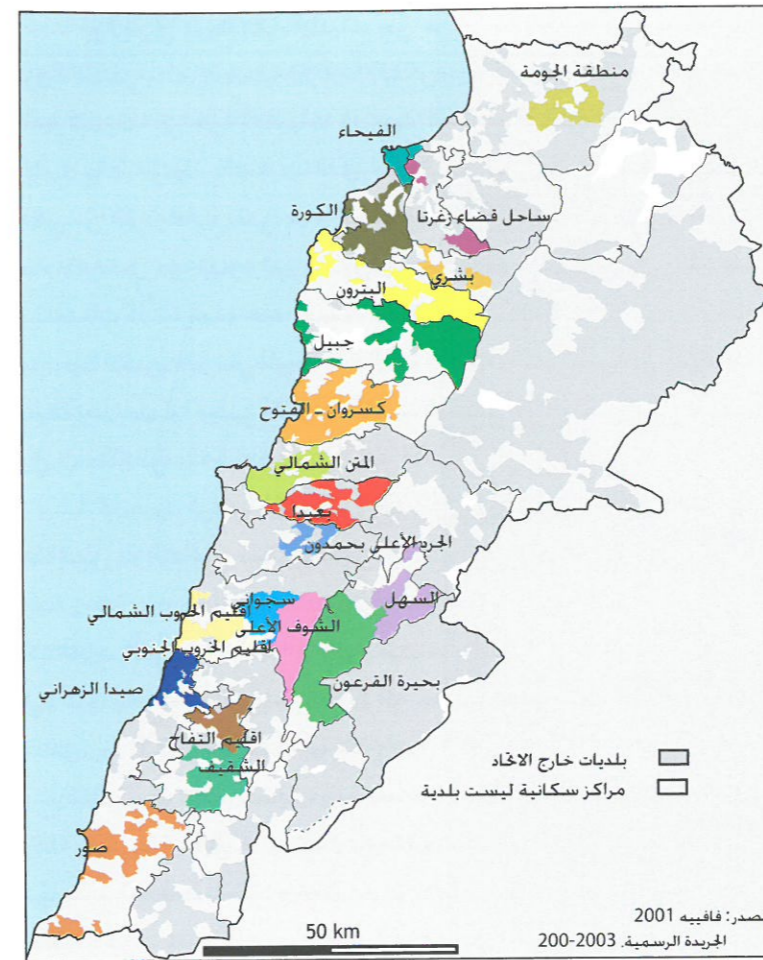 منطقة الجومة
الفيحاء
الكورة
ساحل قضاء زغرتا
بشري
البترون
جبيل
كسروان - الفتوح
المتن الشمالي
بعبدا
الجرد الأعلى بحمدون
السهل
سجواني
اقليم الخروب الشمالي
الشوف الأعلى
اقليم الخروب الجنوبي
بحيرة القرعون
صيدا الزهراني
اقليم التفاح
الشقيف
صور
بلديات خارج الاتحاد
مراكز سكانية ليست بلدية
50 km
صدر: فافييه 2001
الجريدة الرسمية. 2003-200